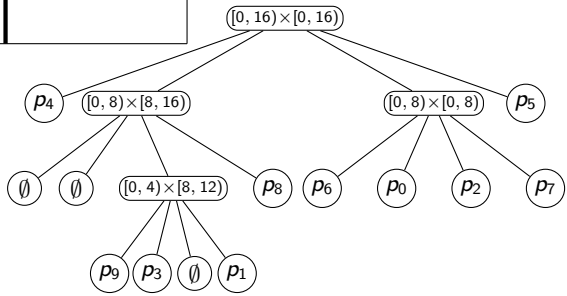 [0, 16)×[0, 16)
p4 [0, 8)×[8, 16) [0, 8)×[0, 8) p5
∅ ∅ [0, 4)×[8, 12) p8 p6 p0 p2 p7
p9 p3 ∅ p1